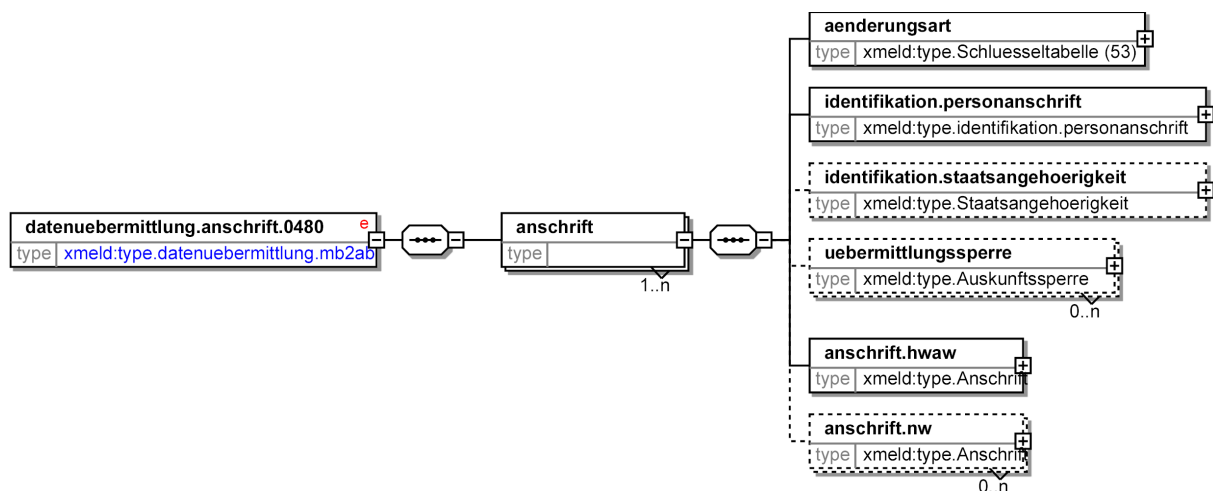 aenderungsart
type xmeld:type.Schluesseltabelle (53)
identifikation.personanschrift
type xmeld:type.identifikation.personanschrift
identifikation.staatsangehoerigkeit
type xmeld:type.Staatsangehoerigkeit
datenuebermittlung.anschrift.0480 e
type xmeld:type.datenuebermittlung.mb2ab
anschrift
type
1..n
uebermittlungssperre
type xmeld:type.Auskunftssperre
0..n
anschrift.hwaw
type xmeld:type.Anschrift
anschrift.nw
type xmeld:type.Anschrift
0..n